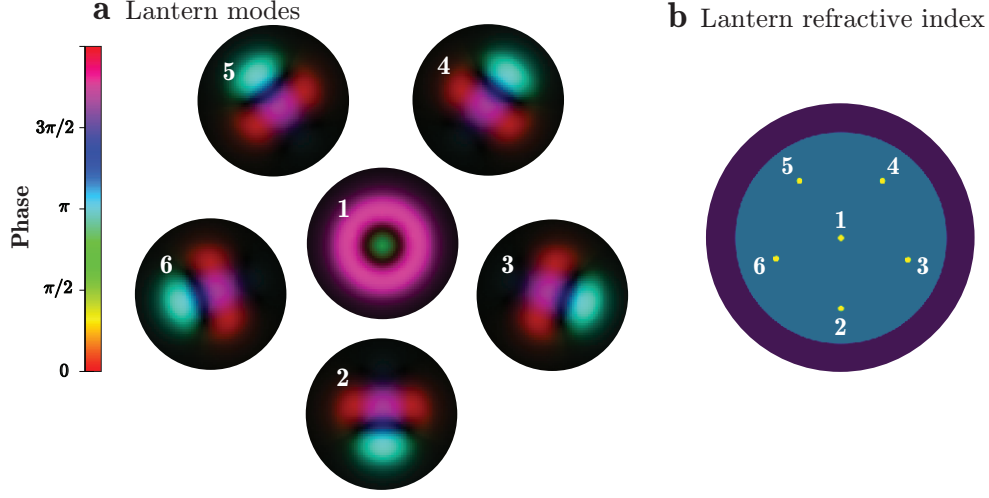 a Lantern modes
b Lantern refractive index
Phase
3π/2
π
π/2
0
5
4
1
6
3
2
5
4
1
6
3
2